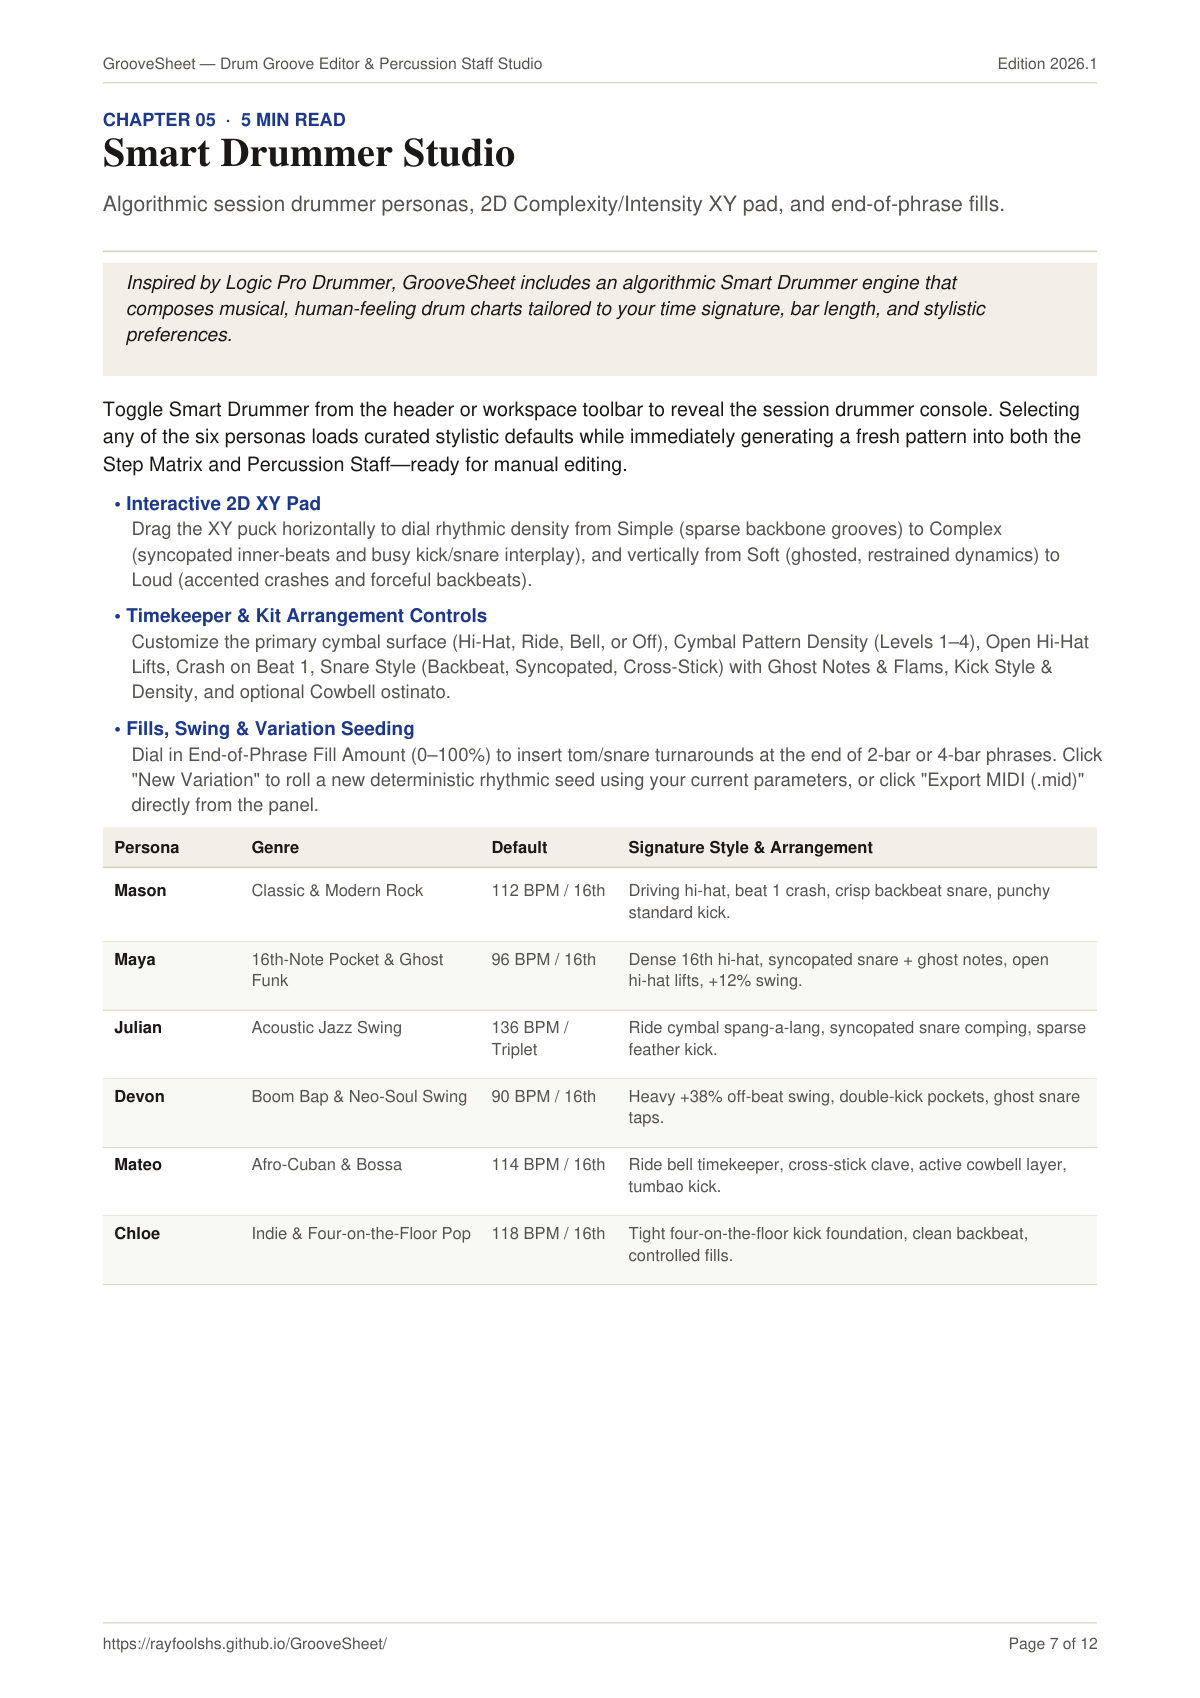 GrooveSheet — Drum Groove Editor & Percussion Staff Studio Edition 2026.1
CHAPTER 05 · 5 MIN READ
Smart Drummer Studio
Algorithmic session drummer personas, 2D Complexity/Intensity XY pad, and end-of-phrase fills.
Inspired by Logic Pro Drummer, GrooveSheet includes an algorithmic Smart Drummer engine that
composes musical, human-feeling drum charts tailored to your time signature, bar length, and stylistic
preferences.
Toggle Smart Drummer from the header or workspace toolbar to reveal the session drummer console. Selecting
any of the six personas loads curated stylistic defaults while immediately generating a fresh pattern into both the
Step Matrix and Percussion Staff—ready for manual editing.
• Interactive 2D XY Pad
Drag the XY puck horizontally to dial rhythmic density from Simple (sparse backbone grooves) to Complex
(syncopated inner-beats and busy kick/snare interplay), and vertically from Soft (ghosted, restrained dynamics) to
Loud (accented crashes and forceful backbeats).
• Timekeeper & Kit Arrangement Controls
Customize the primary cymbal surface (Hi-Hat, Ride, Bell, or Off), Cymbal Pattern Density (Levels 1–4), Open Hi-Hat
Lifts, Crash on Beat 1, Snare Style (Backbeat, Syncopated, Cross-Stick) with Ghost Notes & Flams, Kick Style &
Density, and optional Cowbell ostinato.
• Fills, Swing & Variation Seeding
Dial in End-of-Phrase Fill Amount (0–100%) to insert tom/snare turnarounds at the end of 2-bar or 4-bar phrases. Click
"New Variation" to roll a new deterministic rhythmic seed using your current parameters, or click "Export MIDI (.mid)"
directly from the panel.
Persona Genre Default Signature Style & Arrangement
Mason Classic & Modern Rock 112 BPM / 16th Driving hi-hat, beat 1 crash, crisp backbeat snare, punchy
standard kick.
Maya 16th-Note Pocket & Ghost 96 BPM / 16th Dense 16th hi-hat, syncopated snare + ghost notes, open
Funk hi-hat lifts, +12% swing.
Julian Acoustic Jazz Swing 136 BPM / Ride cymbal spang-a-lang, syncopated snare comping, sparse
Triplet feather kick.
Devon Boom Bap & Neo-Soul Swing 90 BPM / 16th Heavy +38% off-beat swing, double-kick pockets, ghost snare
taps.
Mateo Afro-Cuban & Bossa 114 BPM / 16th Ride bell timekeeper, cross-stick clave, active cowbell layer,
tumbao kick.
Chloe Indie & Four-on-the-Floor Pop 118 BPM / 16th Tight four-on-the-floor kick foundation, clean backbeat,
controlled fills.
https://rayfoolshs.github.io/GrooveSheet/ Page 7 of 12